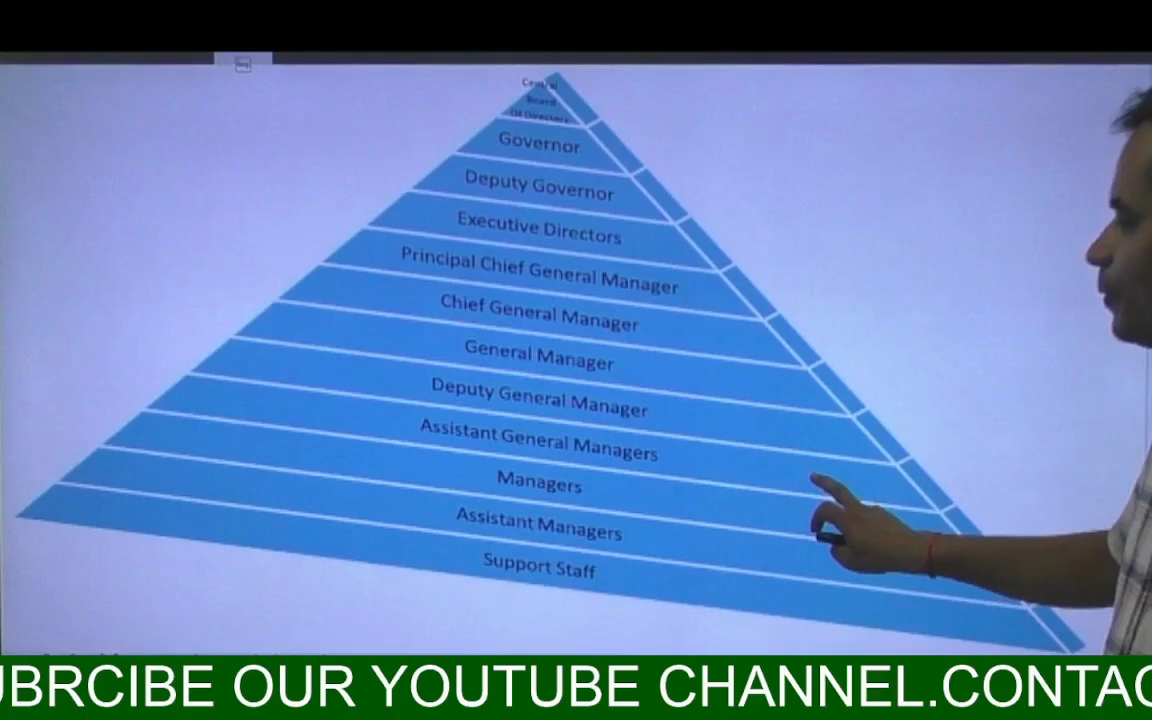 Central
Board
Of Directors
Governor
Deputy Governor
Executive Directors
Principal Chief General Manager
Chief General Manager
General Manager
Deputy General Manager
Assistant General Managers
Managers
Assistant Managers
Support Staff
UBRCIBE OUR YOUTUBE CHANNEL.CONTAC